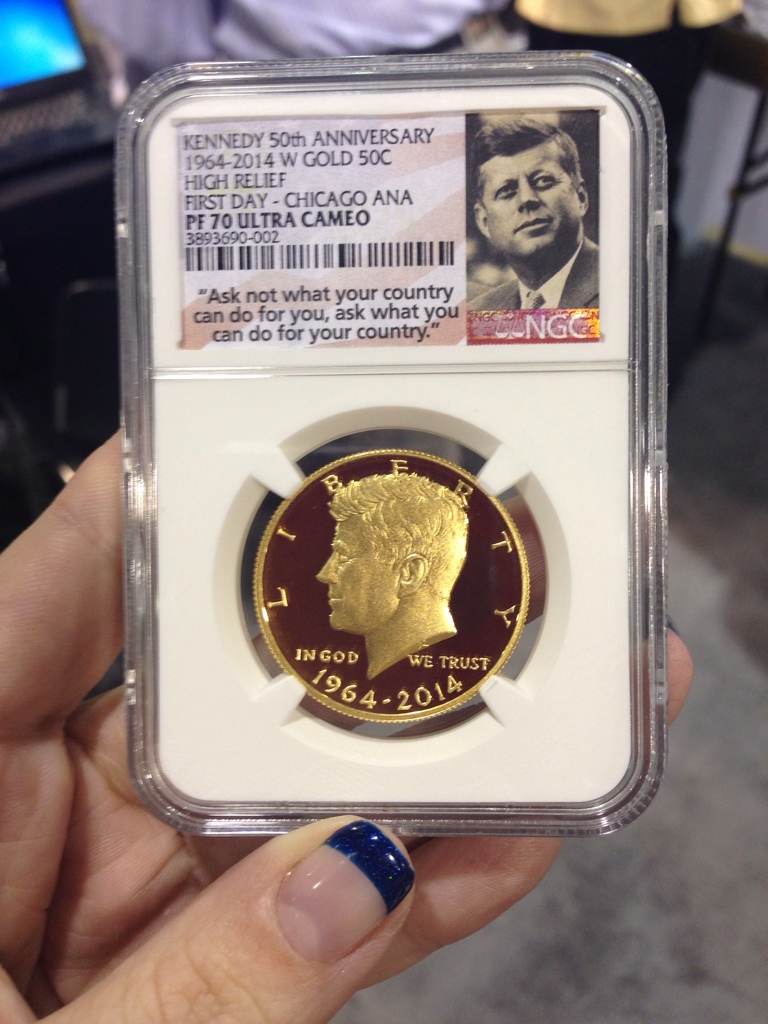 KENNEDY 50th ANNIVERSARY
1964-2014 W GOLD 50C
HIGH RELIEF
FIRST DAY - CHICAGO ANA
PF 70 ULTRA CAMEO
3893690-002
"Ask not what your country
can do for you, ask what you
can do for your country."
NGC
LIBERTY
IN GOD WE TRUST
1964-2014